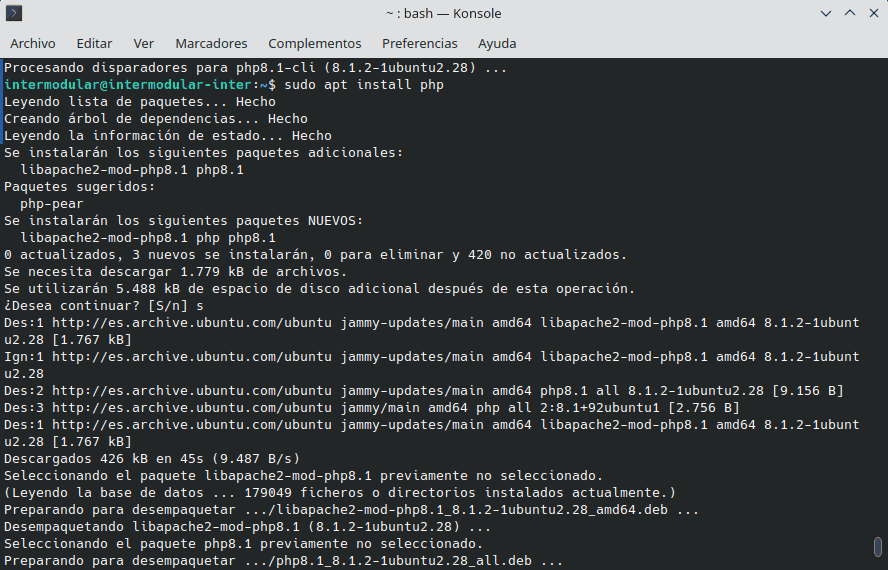 ~ : bash — Konsole
Archivo Editar Ver Marcadores Complementos Preferencias Ayuda
Procesando disparadores para php8.1-cli (8.1.2-1ubuntu2.28) ...
intermodular@intermodular-inter:~$ sudo apt install php
Leyendo lista de paquetes... Hecho
Creando árbol de dependencias... Hecho
Leyendo la información de estado... Hecho
Se instalarán los siguientes paquetes adicionales:
  libapache2-mod-php8.1 php8.1
Paquetes sugeridos:
  php-pear
Se instalarán los siguientes paquetes NUEVOS:
  libapache2-mod-php8.1 php php8.1
0 actualizados, 3 nuevos se instalarán, 0 para eliminar y 420 no actualizados.
Se necesita descargar 1.779 kB de archivos.
Se utilizarán 5.488 kB de espacio de disco adicional después de esta operación.
¿Desea continuar? [S/n] s
Des:1 http://es.archive.ubuntu.com/ubuntu jammy-updates/main amd64 libapache2-mod-php8.1 amd64 8.1.2-1ubunt
u2.28 [1.767 kB]
Ign:1 http://es.archive.ubuntu.com/ubuntu jammy-updates/main amd64 libapache2-mod-php8.1 amd64 8.1.2-1ubunt
u2.28
Des:2 http://es.archive.ubuntu.com/ubuntu jammy-updates/main amd64 php8.1 all 8.1.2-1ubuntu2.28 [9.156 B]
Des:3 http://es.archive.ubuntu.com/ubuntu jammy/main amd64 php all 2:8.1+92ubuntu1 [2.756 B]
Des:1 http://es.archive.ubuntu.com/ubuntu jammy-updates/main amd64 libapache2-mod-php8.1 amd64 8.1.2-1ubunt
u2.28 [1.767 kB]
Descargados 426 kB en 45s (9.487 B/s)
Seleccionando el paquete libapache2-mod-php8.1 previamente no seleccionado.
(Leyendo la base de datos ... 179049 ficheros o directorios instalados actualmente.)
Preparando para desempaquetar .../libapache2-mod-php8.1_8.1.2-1ubuntu2.28_amd64.deb ...
Desempaquetando libapache2-mod-php8.1 (8.1.2-1ubuntu2.28) ...
Seleccionando el paquete php8.1 previamente no seleccionado.
Preparando para desempaquetar .../php8.1_8.1.2-1ubuntu2.28_all.deb ...